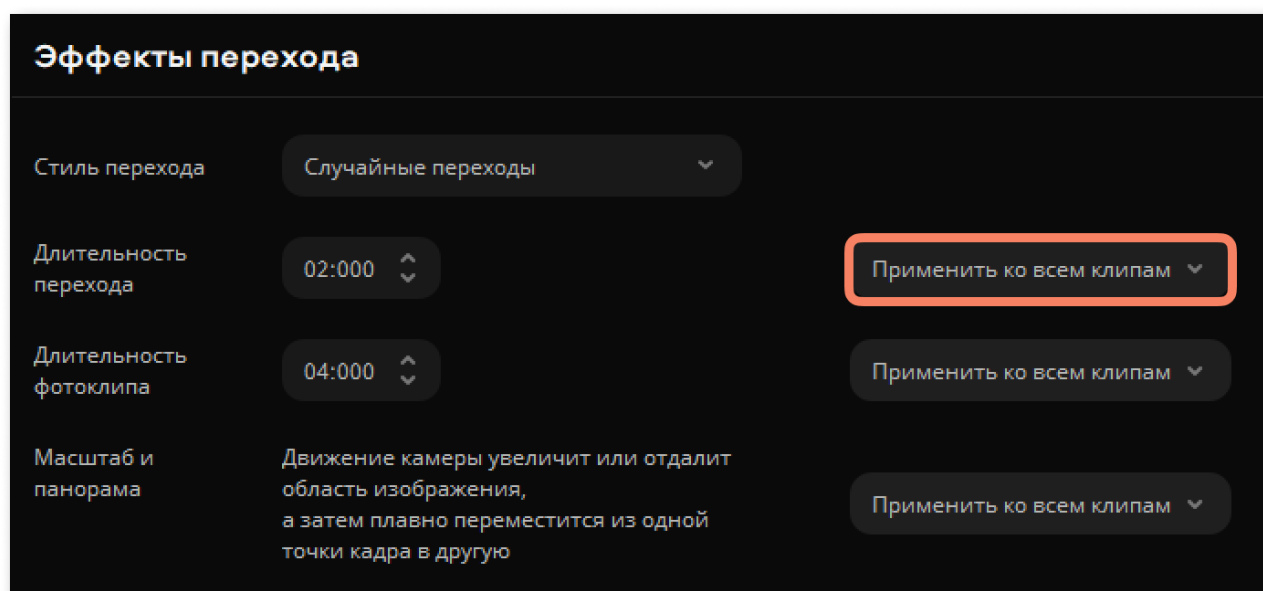 Эффекты перехода
Стиль перехода
Случайные переходы
Длительность
перехода
02:000
Применить ко всем клипам
Длительность
фотоклипа
04:000
Применить ко всем клипам
Масштаб и
панорама
Движение камеры увеличит или отдалит
область изображения,
а затем плавно переместится из одной
точки кадра в другую
Применить ко всем клипам